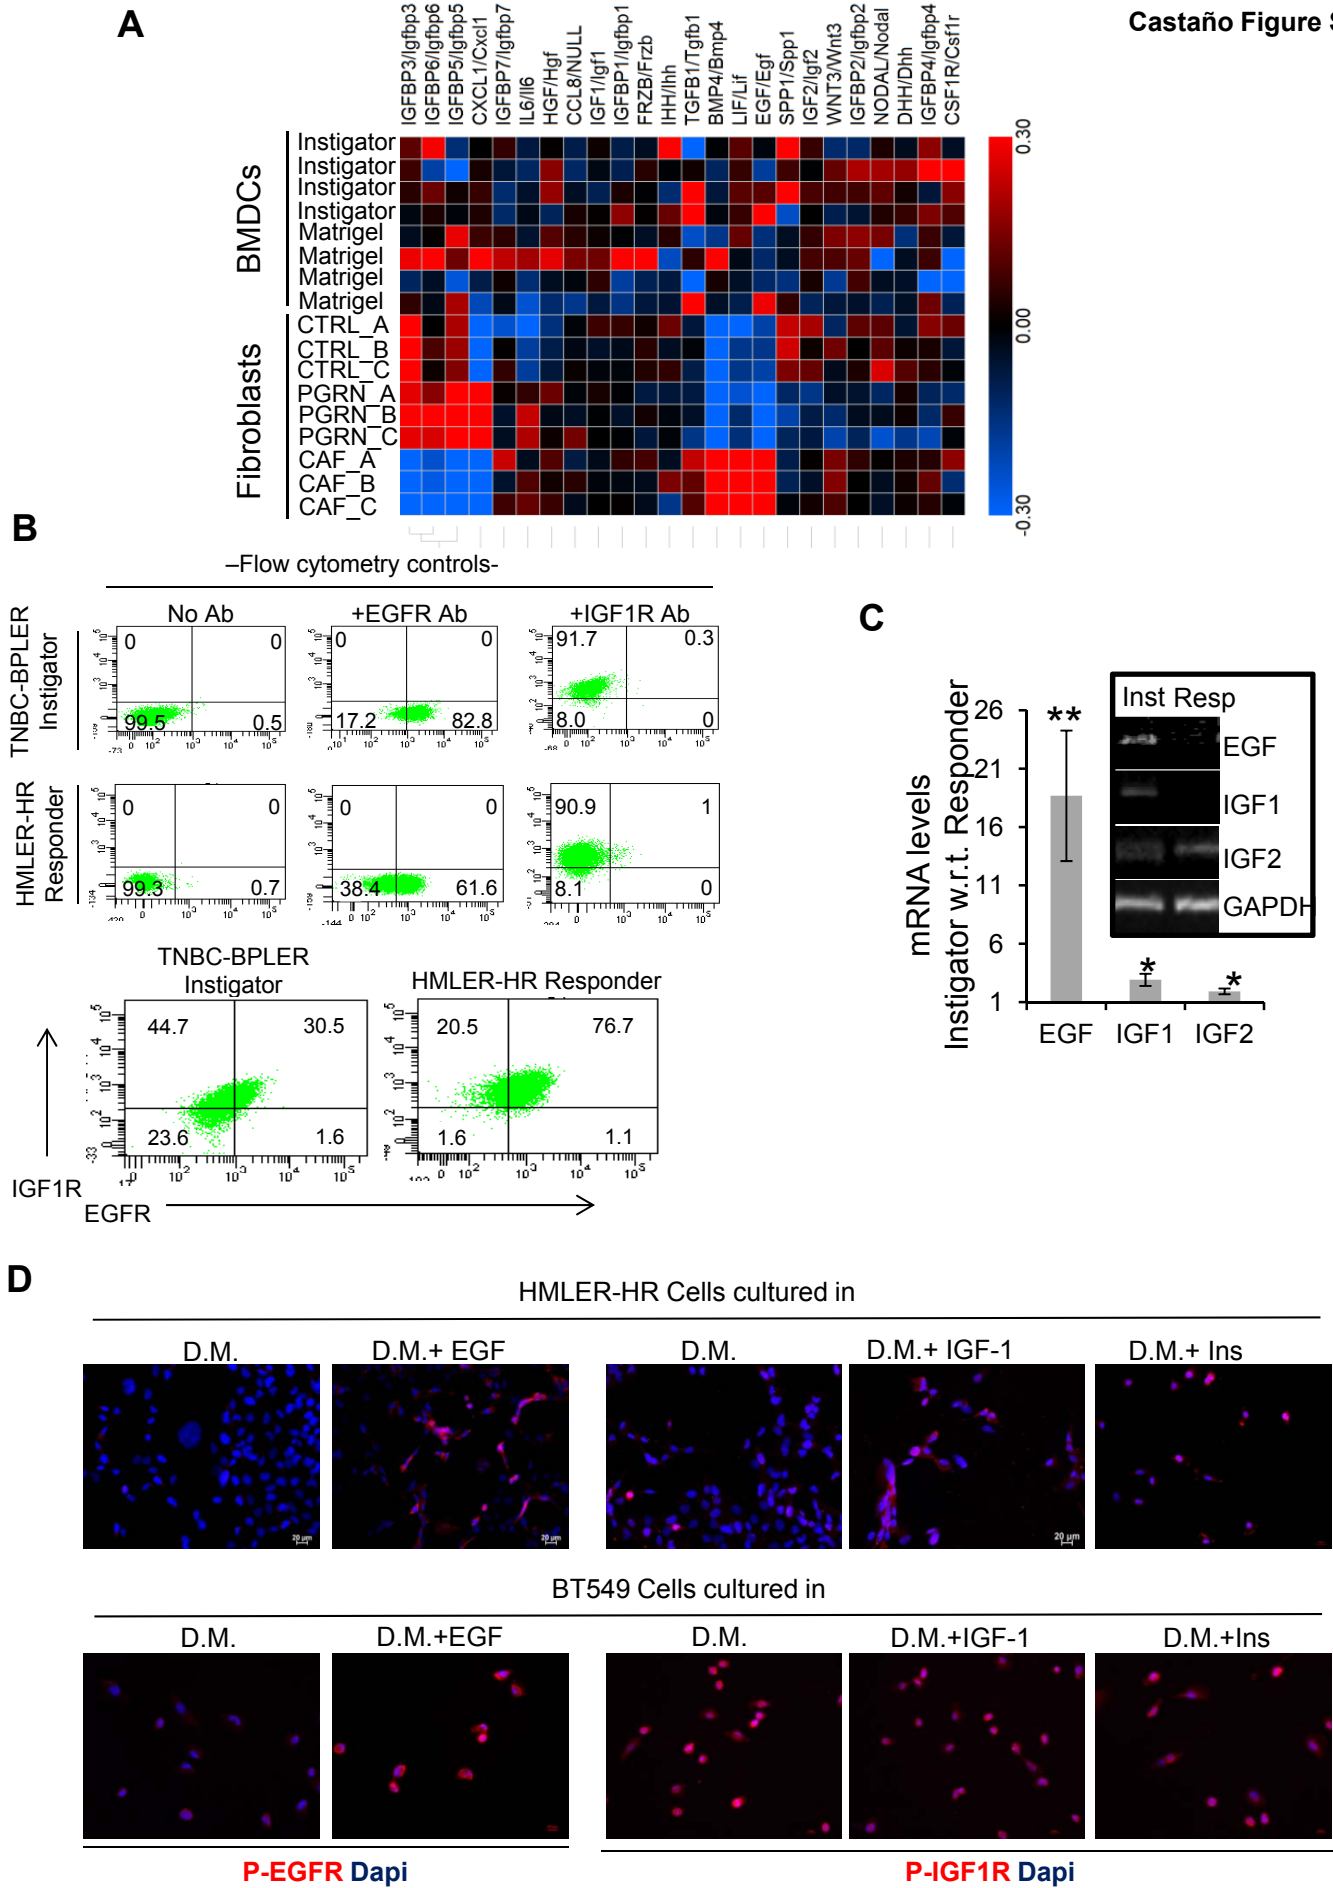 A
Castaño Figure S
IGFBP3/Igfbp3
IGFBP6/Igfbp6
IGFBP5/Igfbp5
CXCL1/Cxcl1
IGFBP7/Igfbp7
IL6/Il6
HGF/Hgf
CCL8/NULL
IGF1/Igf1
IGFBP1/Igfbp1
FRZB/Frzb
IHH/Ihh
TGFB1/Tgfb1
BMP4/Bmp4
LIF/Lif
EGF/Egf
SPP1/Spp1
IGF2/Igf2
WNT3/Wnt3
IGFBP2/Igfbp2
NODAL/Nodal
DHH/Dhh
IGFBP4/Igfbp4
CSF1R/Csf1r
BMDCs
Instigator
Instigator
Instigator
Instigator
Matrigel
Matrigel
Matrigel
Matrigel
Fibroblasts
CTRL_A
CTRL_B
CTRL_C
PGRN_A
PGRN_B
PGRN_C
CAF_A
CAF_B
CAF_C
0.30
0.00
-0.30
B
–Flow cytometry controls-
No Ab +EGFR Ab +IGF1R Ab
TNBC-BPLER
Instigator
0 0
99.5 0.5
0 0
17.2 82.8
91.7 0.3
8.0 0
HMLER-HR
Responder
0 0
99.3 0.7
0 0
38.4 61.6
90.9 1
8.1 0
TNBC-BPLER
Instigator
HMLER-HR Responder
44.7 30.5
23.6 1.6
20.5 76.7
1.6 1.1
IGF1R
EGFR
C
mRNA levels
Instigator w.r.t. Responder
26
21
16
11
6
1
**
*
*
EGF IGF1 IGF2
Inst Resp
EGF
IGF1
IGF2
GAPDH
D
HMLER-HR Cells cultured in
D.M. D.M.+ EGF D.M. D.M.+ IGF-1 D.M.+ Ins
20 µm
20 µm
BT549 Cells cultured in
D.M. D.M.+EGF D.M. D.M.+IGF-1 D.M.+Ins
P-EGFR Dapi
P-IGF1R Dapi